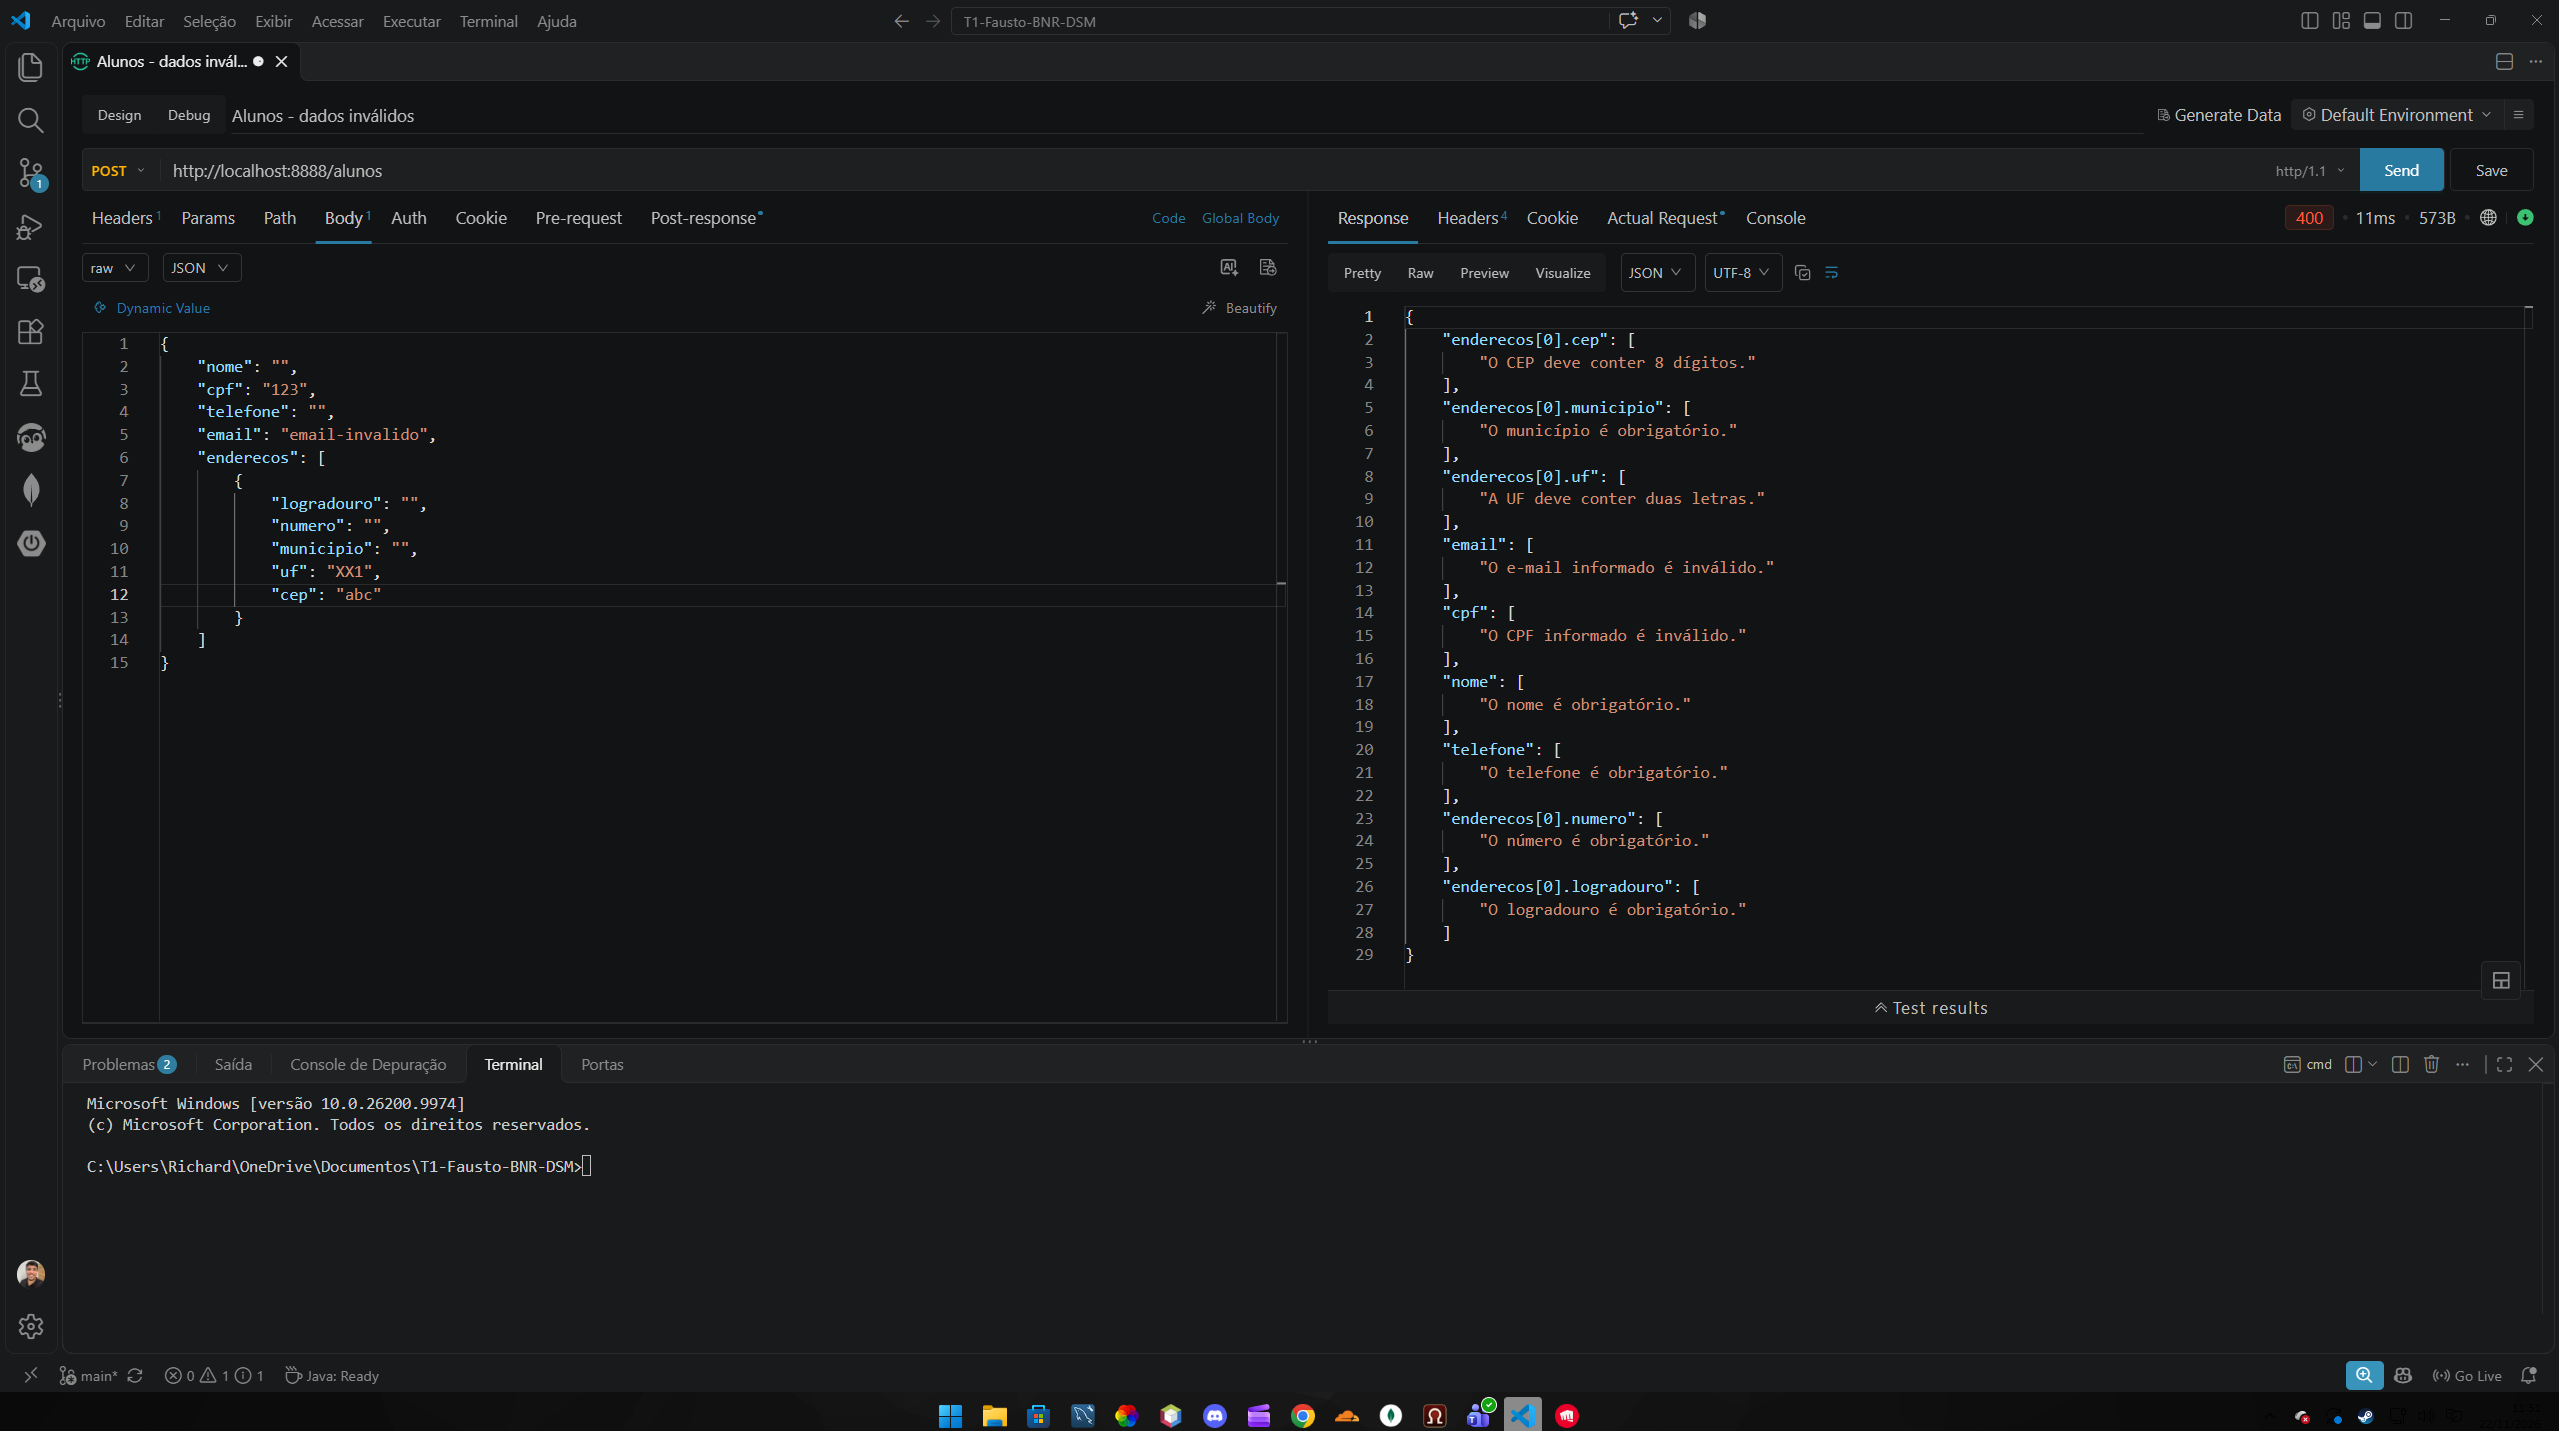 Arquivo Editar Seleção Exibir Acessar Executar Terminal Ajuda
T1-Fausto-BNR-DSM
HTTP Alunos - dados invál...
Design Debug Alunos - dados inválidos
Generate Data Default Environment
POST http://localhost:8888/alunos http/1.1 Send Save
1
Headers 1 Params Path Body 1 Auth Cookie Pre-request Post-response Code Global Body
raw JSON
AI
Dynamic Value Beautify
1 {
2 "nome": "",
3 "cpf": "123",
4 "telefone": "",
5 "email": "email-invalido",
6 "enderecos": [
7 {
8 "logradouro": "",
9 "numero": "",
10 "municipio": "",
11 "uf": "XX1",
12 "cep": "abc"
13 }
14 ]
15 }
Response Headers 4 Cookie Actual Request Console 400 11ms 573B
Pretty Raw Preview Visualize JSON UTF-8
1 {
2 "enderecos[0].cep": [
3 "O CEP deve conter 8 dígitos."
4 ],
5 "enderecos[0].municipio": [
6 "O município é obrigatório."
7 ],
8 "enderecos[0].uf": [
9 "A UF deve conter duas letras."
10 ],
11 "email": [
12 "O e-mail informado é inválido."
13 ],
14 "cpf": [
15 "O CPF informado é inválido."
16 ],
17 "nome": [
18 "O nome é obrigatório."
19 ],
20 "telefone": [
21 "O telefone é obrigatório."
22 ],
23 "enderecos[0].numero": [
24 "O número é obrigatório."
25 ],
26 "enderecos[0].logradouro": [
27 "O logradouro é obrigatório."
28 ]
29 }
Test results
Problemas 2 Saída Console de Depuração Terminal Portas
cmd
Microsoft Windows [versão 10.0.26200.9974]
(c) Microsoft Corporation. Todos os direitos reservados.
C:\Users\Richard\OneDrive\Documentos\T1-Fausto-BNR-DSM>
main* 0 1 1 Java: Ready
Go Live